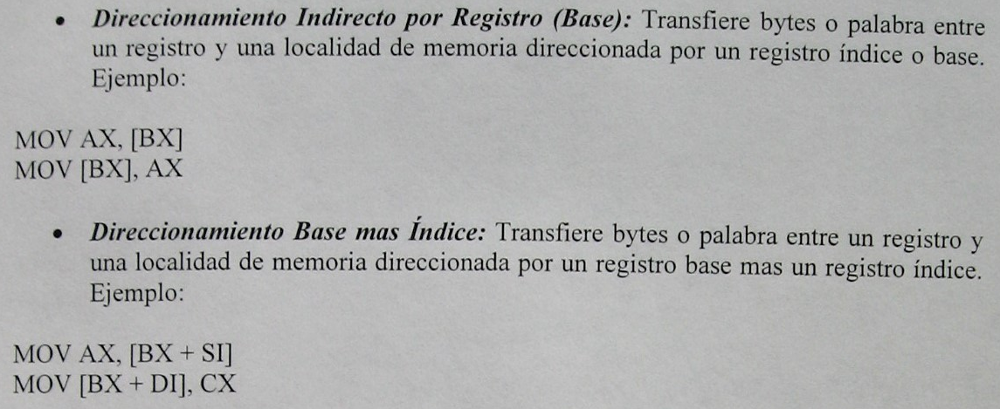 • Direccionamiento Indirecto por Registro (Base): Transfiere bytes o palabra entre
un registro y una localidad de memoria direccionada por un registro índice o base.
Ejemplo:
MOV AX, [BX]
MOV [BX], AX
• Direccionamiento Base mas Índice: Transfiere bytes o palabra entre un registro y
una localidad de memoria direccionada por un registro base mas un registro índice.
Ejemplo:
MOV AX, [BX + SI]
MOV [BX + DI], CX